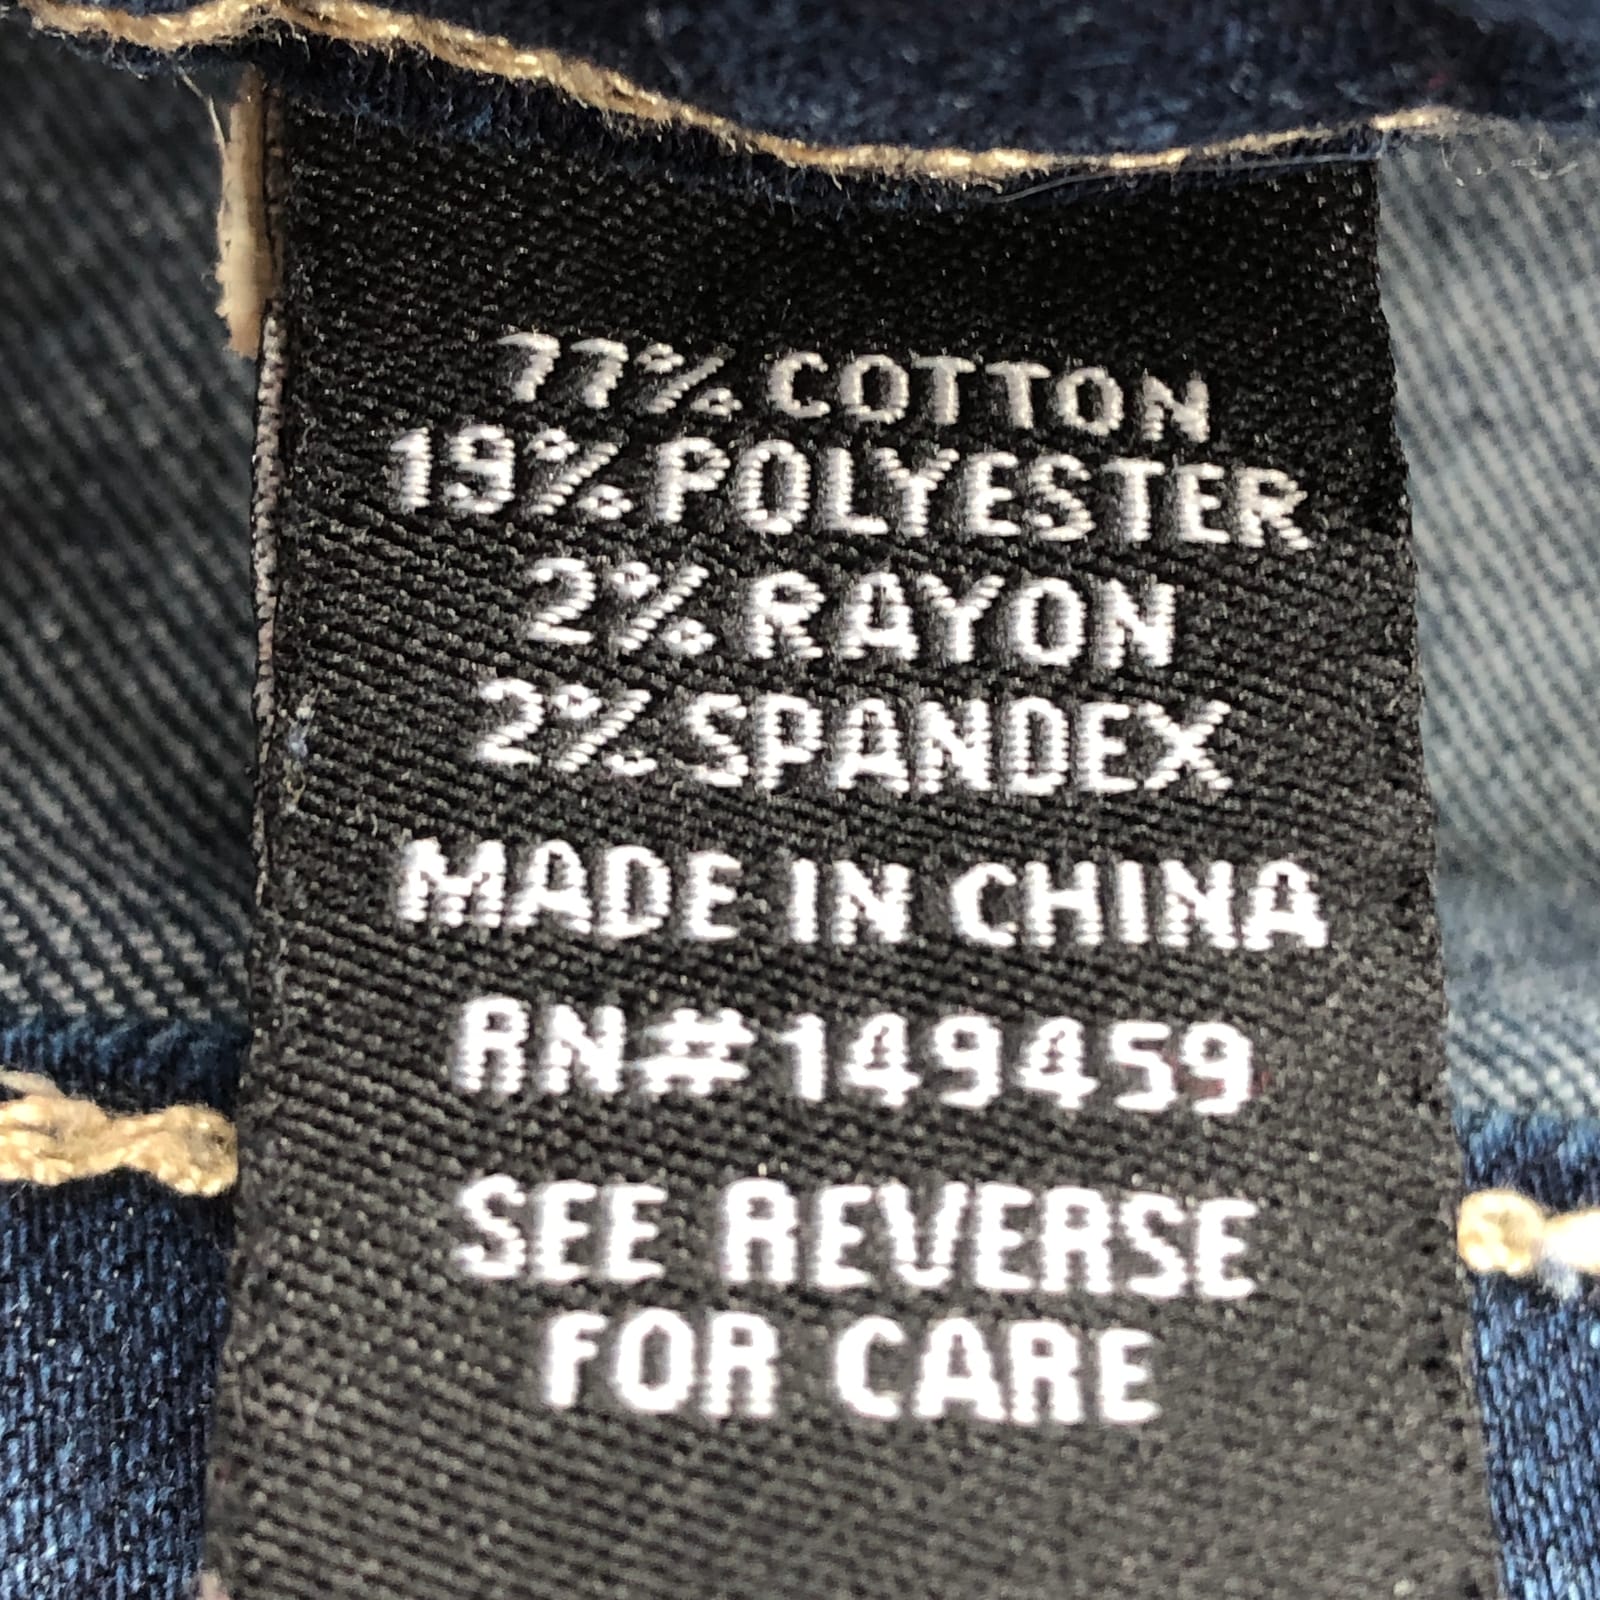 77% COTTON
19% POLYESTER
2% RAYON
2% SPANDEX
MADE IN CHINA
RN#149459
SEE REVERSE
FOR CARE